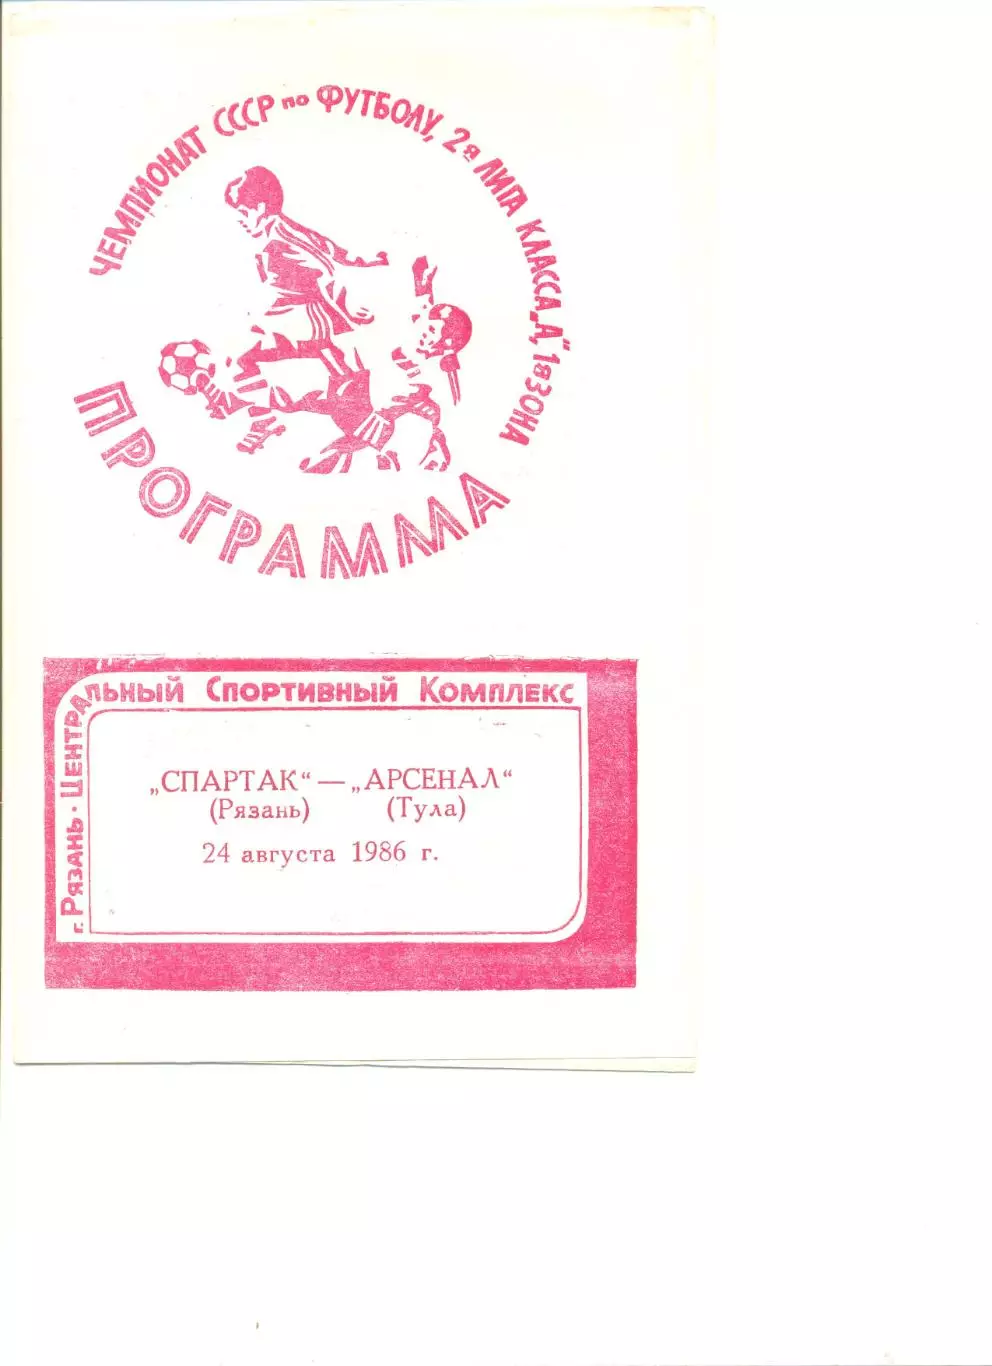 ЧЕМПИОНАТ СССР по ФУТБОЛУ, 2я ЛИГА КЛАССА „А" 1я ЗОНА
ПРОГРАММА
г. Рязань · Центральный Спортивный Комплекс
„СПАРТАК“ — „АРСЕНАЛ“
(Рязань) (Тула)
24 августа 1986 г.